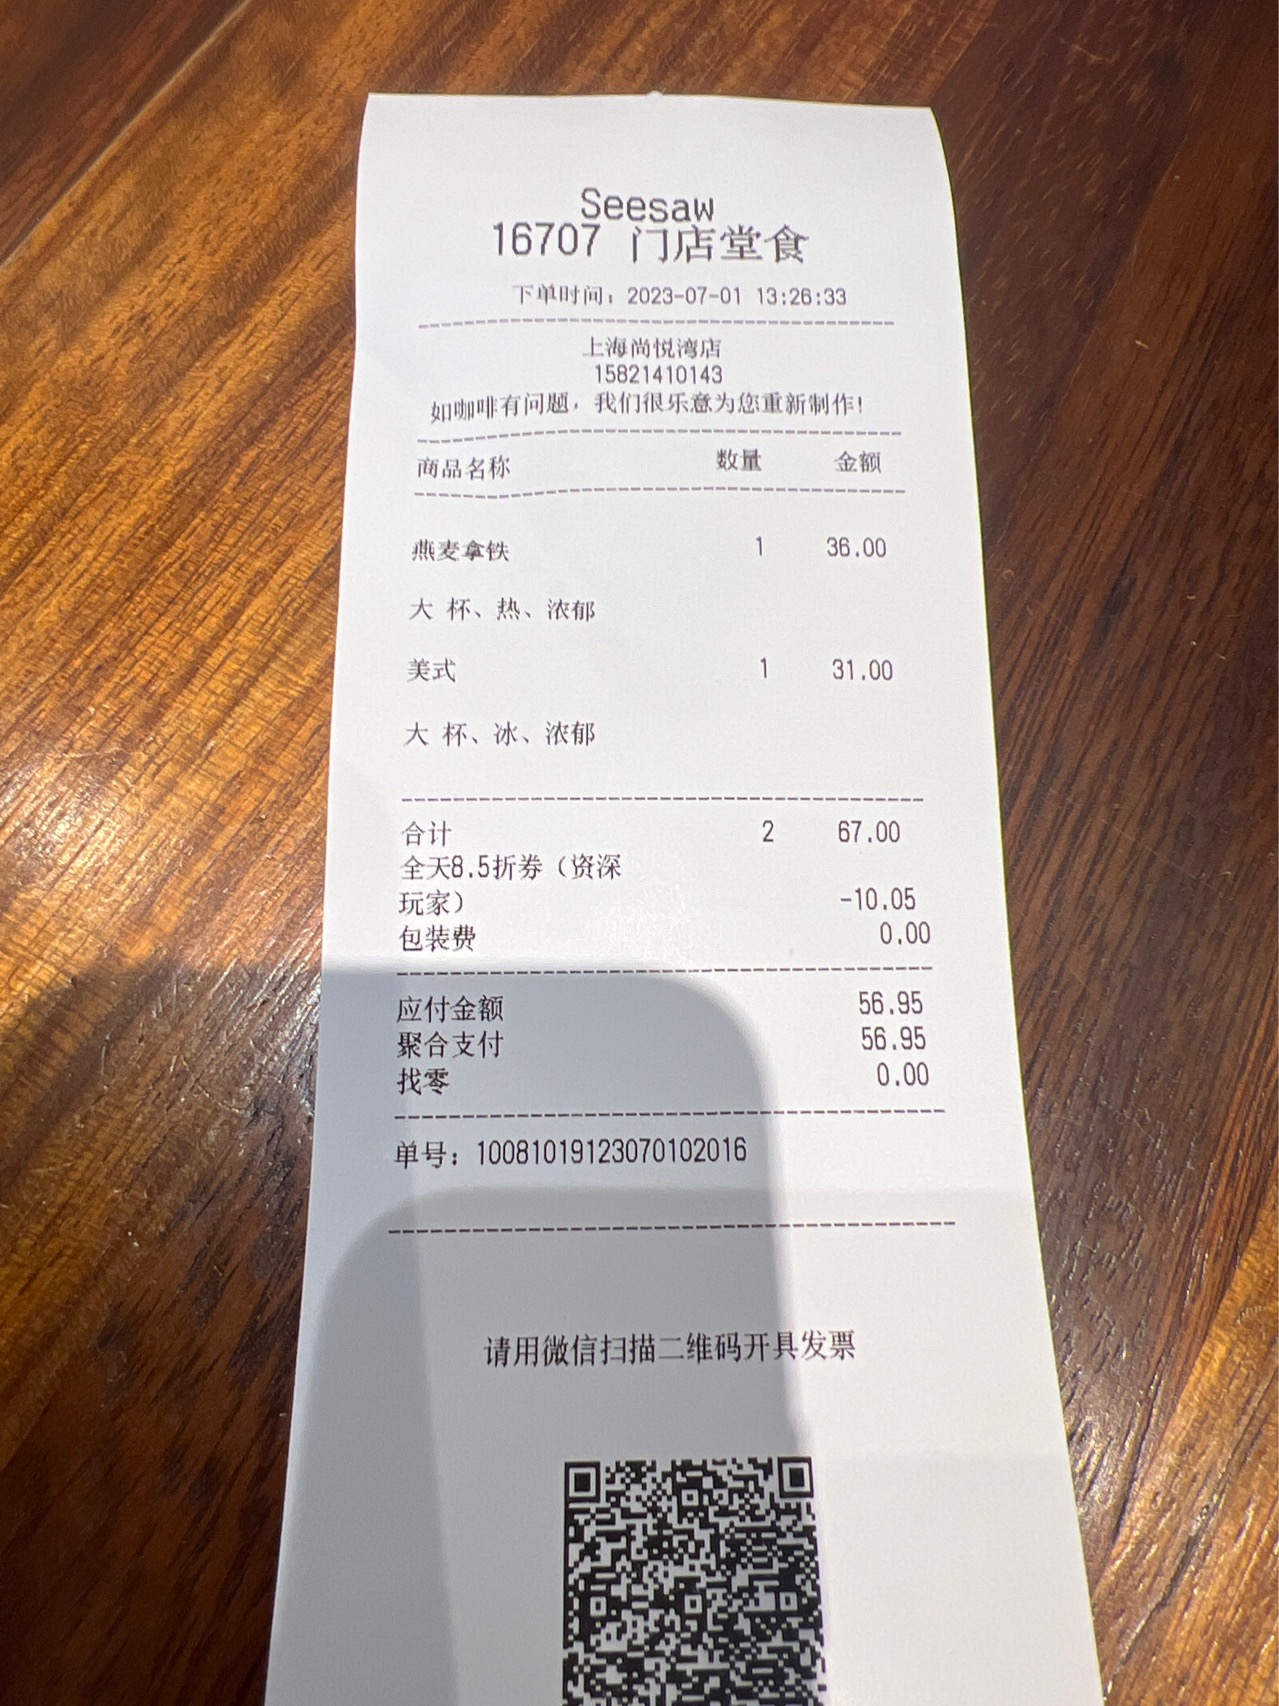 Seesaw
16707 门店堂食
下单时间：2023-07-01 13:26:33
上海尚悦湾店
15821410143
如咖啡有问题，我们很乐意为您重新制作！
商品名称 数量 金额
燕麦拿铁 1 36.00
大 杯、热、浓郁
美式 1 31.00
大 杯、冰、浓郁
合计 2 67.00
全天8.5折券（资深
玩家） -10.05
包装费 0.00
应付金额 56.95
聚合支付 56.95
找零 0.00
单号：10081019123070102016
请用微信扫描二维码开具发票